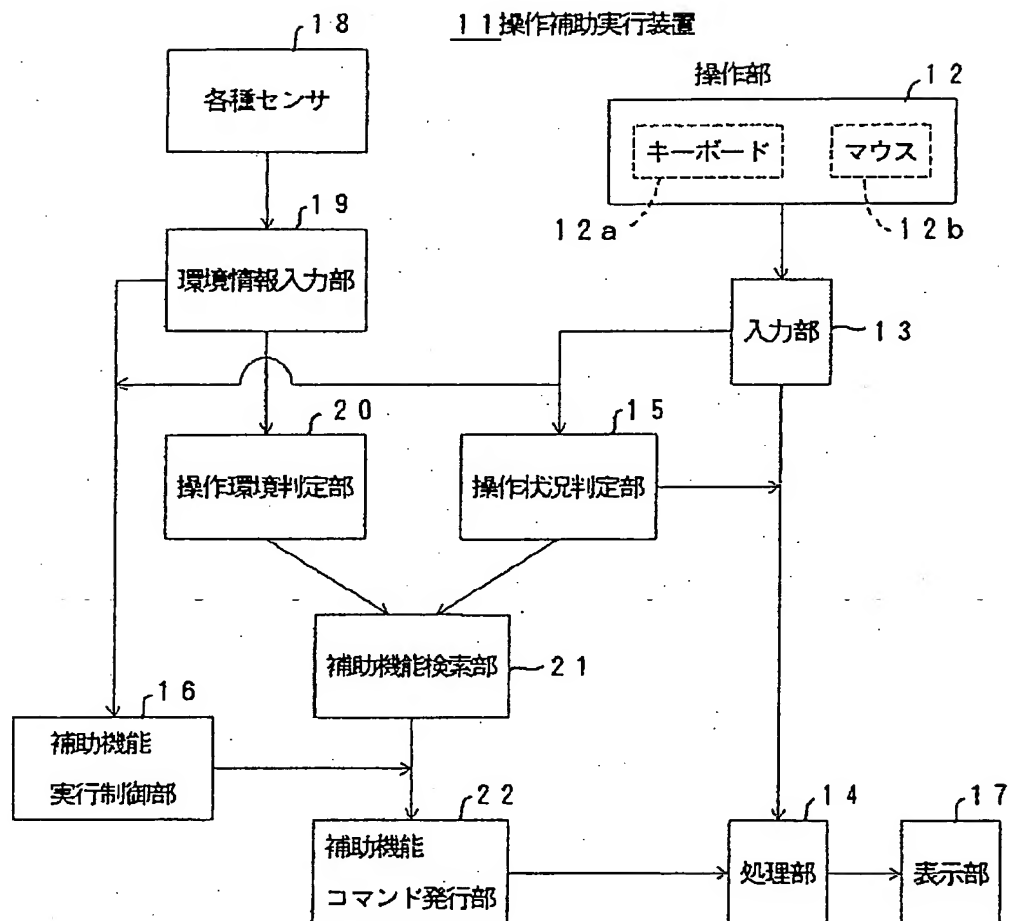 11操作補助実行装置
18
各種センサ
操作部
12
キーボード
マウス
12a
12b
19
環境情報入力部
入力部
13
20
操作環境判定部
15
操作状況判定部
補助機能検索部
21
16
補助機能
実行制御部
22
補助機能
コマンド発行部
14
処理部
17
表示部